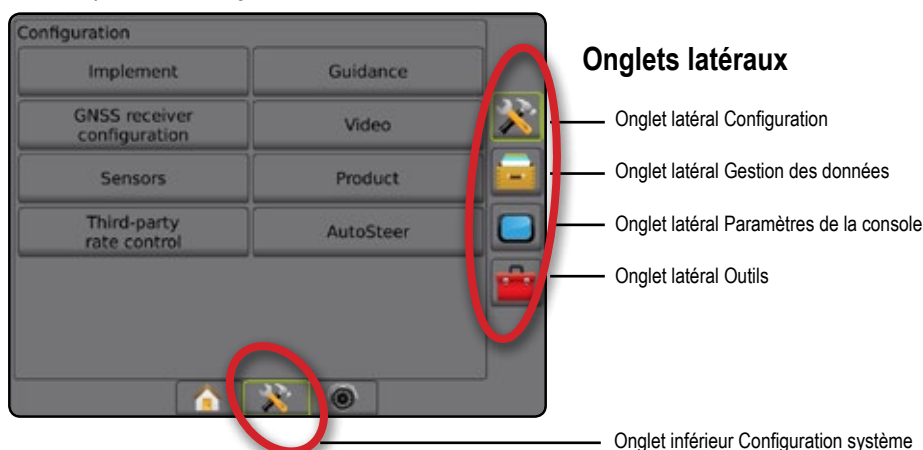 Configuration
Implement
Guidance
GNSS receiver
configuration
Video
Sensors
Product
Third-party
rate control
AutoSteer
Onglets latéraux
Onglet latéral Configuration
Onglet latéral Gestion des données
Onglet latéral Paramètres de la console
Onglet latéral Outils
Onglet inférieur Configuration système